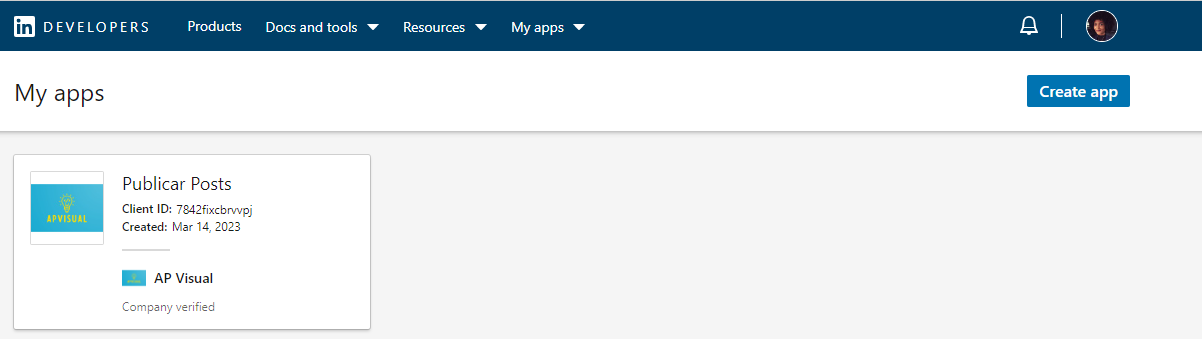 in DEVELOPERS Products Docs and tools Resources My apps
My apps
Create app
Publicar Posts
APVISUAL
Client ID: 7842fixcbrvvpj
Created: Mar 14, 2023
AP Visual
Company verified